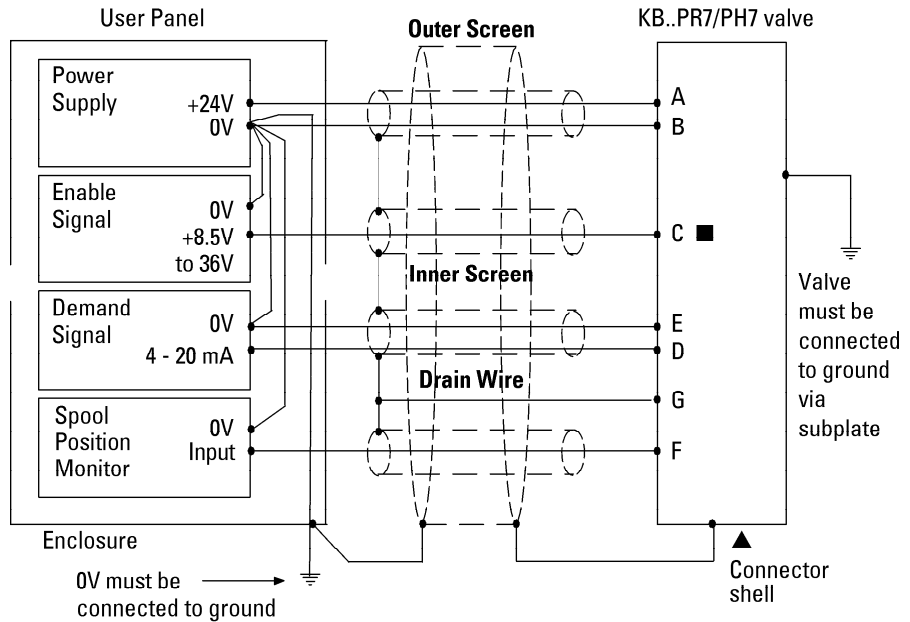 User Panel
Outer Screen
KB..PR7/PH7 valve
Power
Supply
+24V
0V
A
B
Enable
Signal
0V
+8.5V
to 36V
C
Inner Screen
Valve
must be
connected
to ground
via
subplate
Demand
Signal
0V
4 - 20 mA
E
D
Drain Wire
G
Spool
Position
Monitor
0V
Input
F
Enclosure
Connector
shell
0V must be
connected to ground